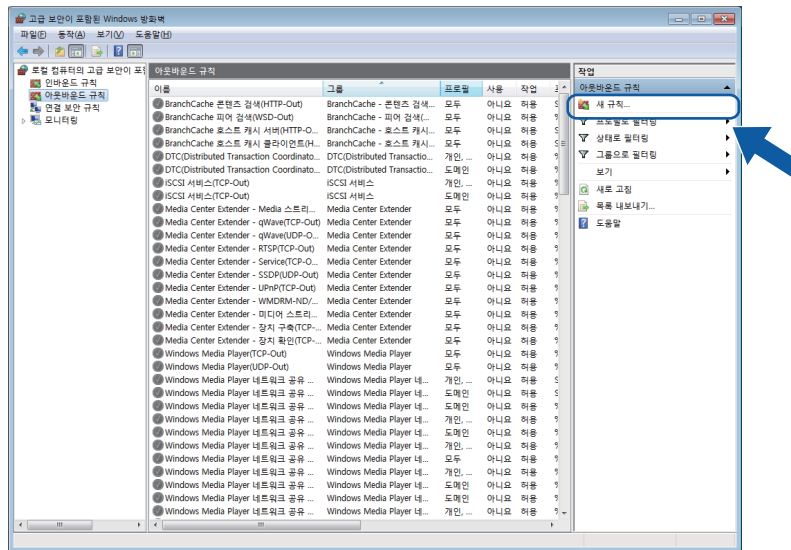 고급 보안이 포함된 Windows 방화벽
파일(F) 동작(A) 보기(V) 도움말(H)
로컬 컴퓨터의 고급 보안이 포
인바운드 규칙
아웃바운드 규칙
연결 보안 규칙
모니터링
아웃바운드 규칙
이름 그룹 프로필 사용 작업
BranchCache 콘텐츠 검색(HTTP-Out) BranchCache - 콘텐츠 검색... 모두 아니요 허용
BranchCache 피어 검색(WSD-Out) BranchCache - 피어 검색(... 모두 아니요 허용
BranchCache 호스트 캐시 서버(HTTP-O... BranchCache - 호스트 캐시... 모두 아니요 허용
BranchCache 호스트 캐시 클라이언트(H... BranchCache - 호스트 캐시... 모두 아니요 허용
DTC(Distributed Transaction Coordinato... DTC(Distributed Transactio... 개인, ... 아니요 허용
DTC(Distributed Transaction Coordinato... DTC(Distributed Transactio... 도메인 아니요 허용
iSCSI 서비스(TCP-Out) iSCSI 서비스 개인, ... 아니요 허용
iSCSI 서비스(TCP-Out) iSCSI 서비스 도메인 아니요 허용
Media Center Extender - Media 스트리... Media Center Extender 모두 아니요 허용
Media Center Extender - qWave(TCP-Out) Media Center Extender 모두 아니요 허용
Media Center Extender - qWave(UDP-O... Media Center Extender 모두 아니요 허용
Media Center Extender - RTSP(TCP-Out) Media Center Extender 모두 아니요 허용
Media Center Extender - Service(TCP-O... Media Center Extender 모두 아니요 허용
Media Center Extender - SSDP(UDP-Out) Media Center Extender 모두 아니요 허용
Media Center Extender - UPnP(TCP-Out) Media Center Extender 모두 아니요 허용
Media Center Extender - WMDRM-ND/... Media Center Extender 모두 아니요 허용
Media Center Extender - 미디어 스트리... Media Center Extender 모두 아니요 허용
Media Center Extender - 장치 구축(TCP-... Media Center Extender 모두 아니요 허용
Media Center Extender - 장치 확인(TCP-... Media Center Extender 모두 아니요 허용
Windows Media Player(TCP-Out) Windows Media Player 모두 아니요 허용
Windows Media Player(UDP-Out) Windows Media Player 모두 아니요 허용
Windows Media Player 네트워크 공유 ... Windows Media Player 네... 개인, ... 아니요 허용
Windows Media Player 네트워크 공유 ... Windows Media Player 네... 도메인 아니요 허용
Windows Media Player 네트워크 공유 ... Windows Media Player 네... 개인, ... 아니요 허용
Windows Media Player 네트워크 공유 ... Windows Media Player 네... 도메인 아니요 허용
Windows Media Player 네트워크 공유 ... Windows Media Player 네... 개인, ... 아니요 허용
Windows Media Player 네트워크 공유 ... Windows Media Player 네... 도메인 아니요 허용
Windows Media Player 네트워크 공유 ... Windows Media Player 네... 모두 아니요 허용
Windows Media Player 네트워크 공유 ... Windows Media Player 네... 개인, ... 아니요 허용
Windows Media Player 네트워크 공유 ... Windows Media Player 네... 도메인 아니요 허용
Windows Media Player 네트워크 공유 ... Windows Media Player 네... 도메인 아니요 허용
Windows Media Player 네트워크 공유 ... Windows Media Player 네... 개인, ... 아니요 허용
작업
아웃바운드 규칙
새 규칙...
프로필로 필터링
상태로 필터링
그룹으로 필터링
보기
새로 고침
목록 내보내기...
도움말